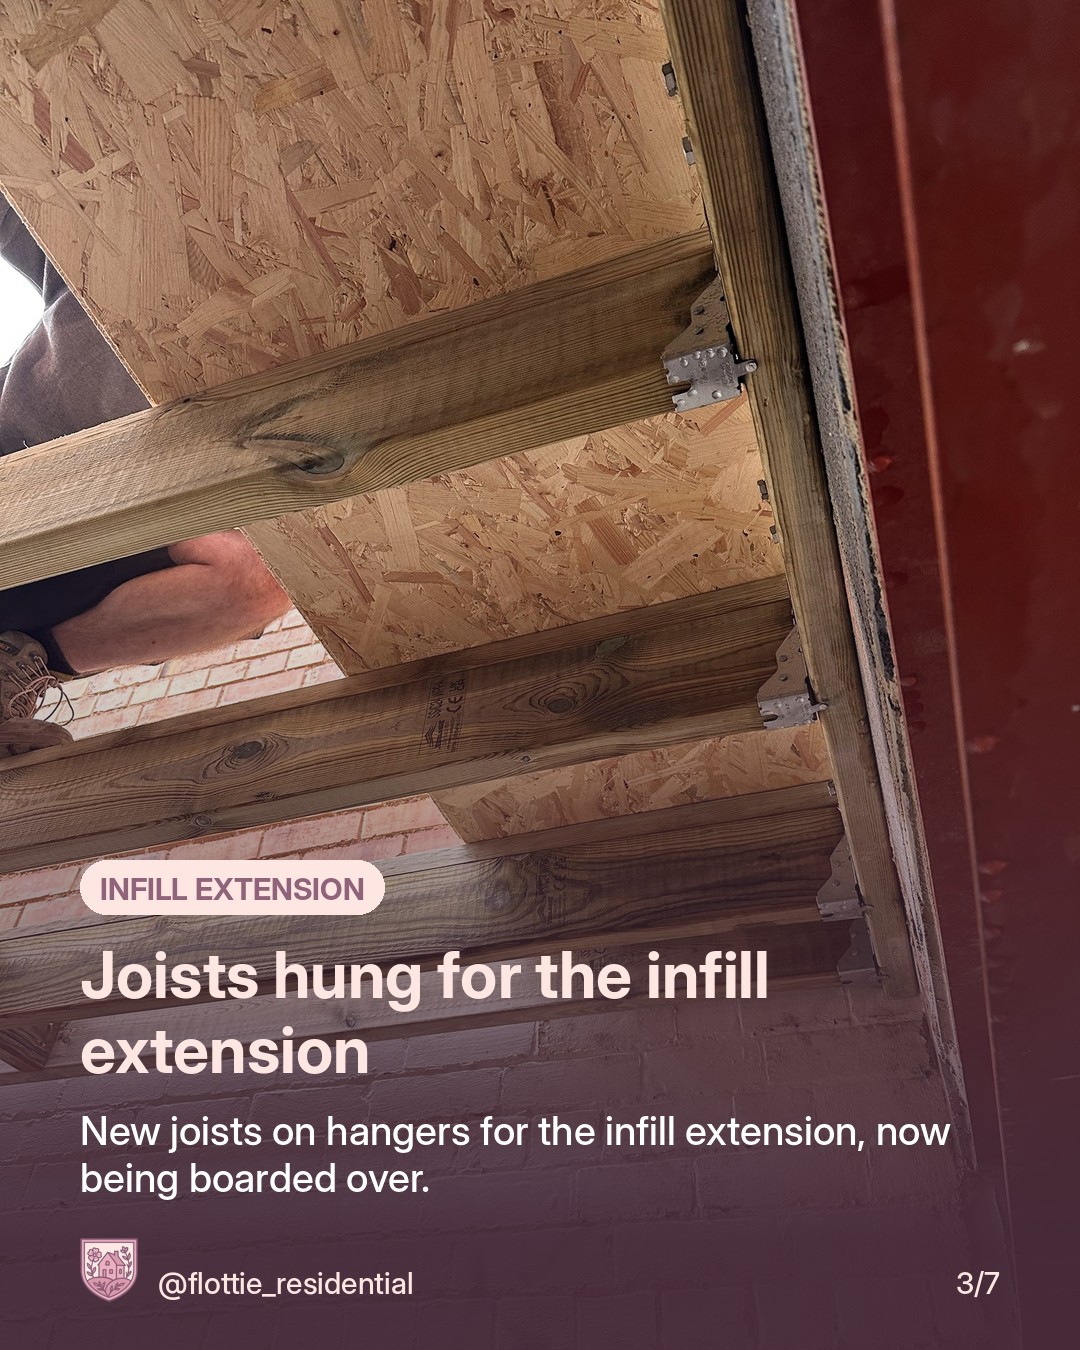 INFILL EXTENSION
Joists hung for the infill
extension
New joists on hangers for the infill extension, now
being boarded over.
@flottie_residential
3/7